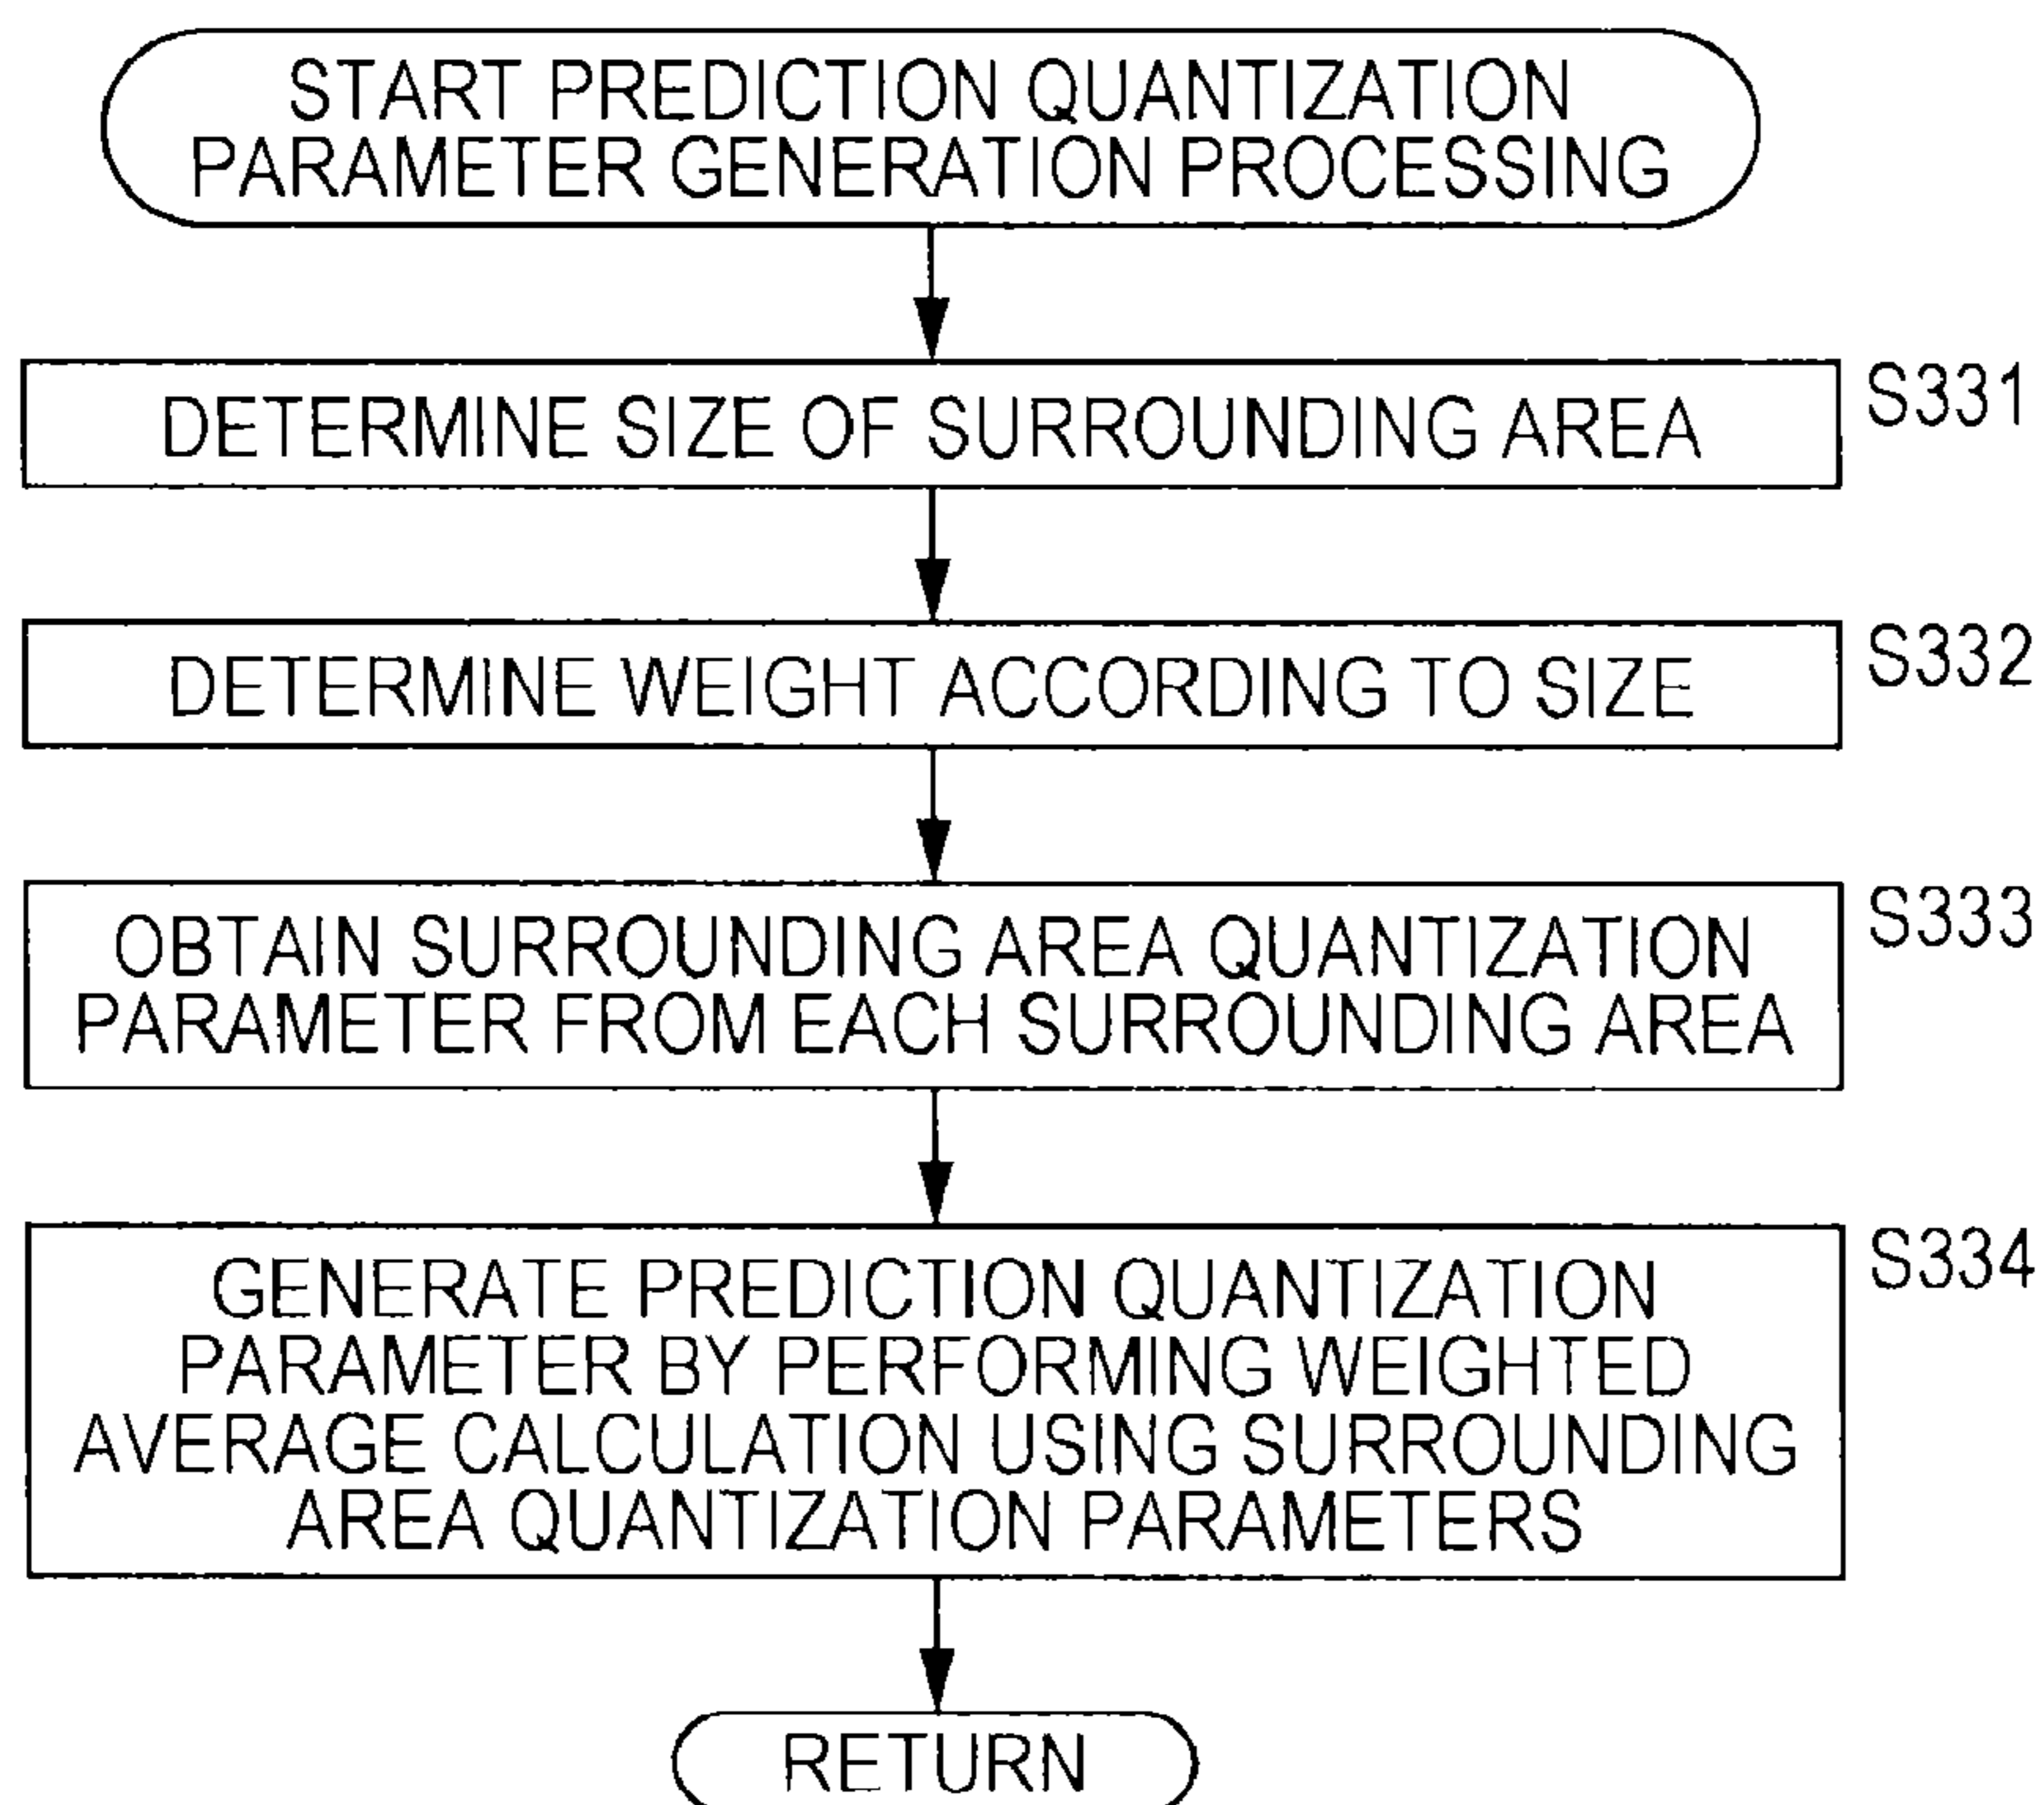 START PREDICTION QUANTIZATION
PARAMETER GENERATION PROCESSING
DETERMINE SIZE OF SURROUNDING AREA
S331
DETERMINE WEIGHT ACCORDING TO SIZE
S332
OBTAIN SURROUNDING AREA QUANTIZATION
PARAMETER FROM EACH SURROUNDING AREA
S333
GENERATE PREDICTION QUANTIZATION
PARAMETER BY PERFORMING WEIGHTED
AVERAGE CALCULATION USING SURROUNDING
AREA QUANTIZATION PARAMETERS
S334
RETURN